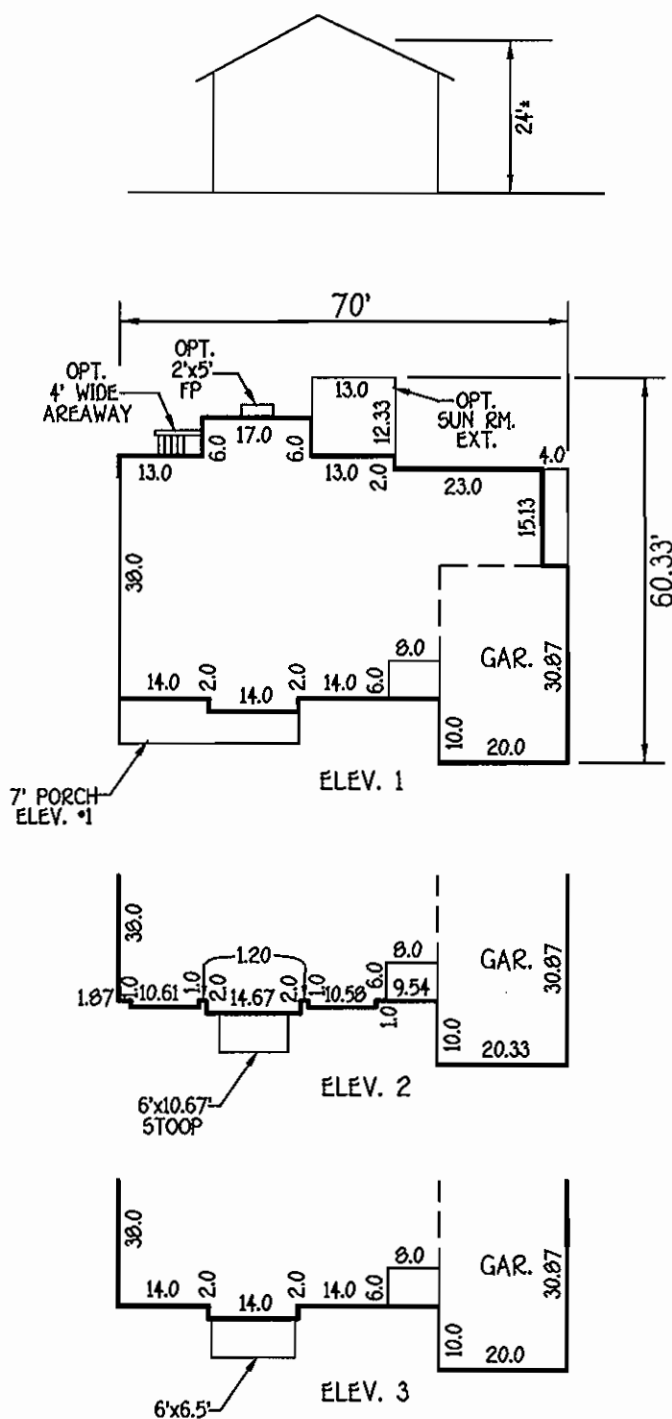 24'±
70'
OPT.
4' WIDE
AREAWAY
OPT.
2'x5'
FP
13.0
12.33
OPT.
SUN RM.
EXT.
17.0
6.0
6.0
13.0
13.0
2.0
23.0
4.0
15.13
60.33'
38.0
14.0
2.0
14.0
2.0
14.0
6.0
8.0
GAR.
30.87
10.0
20.0
ELEV. 1
7' PORCH
ELEV. #1
38.0
1.87
1.0
10.61
1.0
1.20
2.0
14.67
2.0
1.0
10.58
1.0
6.0
8.0
9.54
GAR.
30.87
10.0
20.33
ELEV. 2
6'x10.67'
STOOP
38.0
14.0
2.0
14.0
2.0
14.0
6.0
8.0
GAR.
30.87
10.0
20.0
ELEV. 3
6'x6.5'